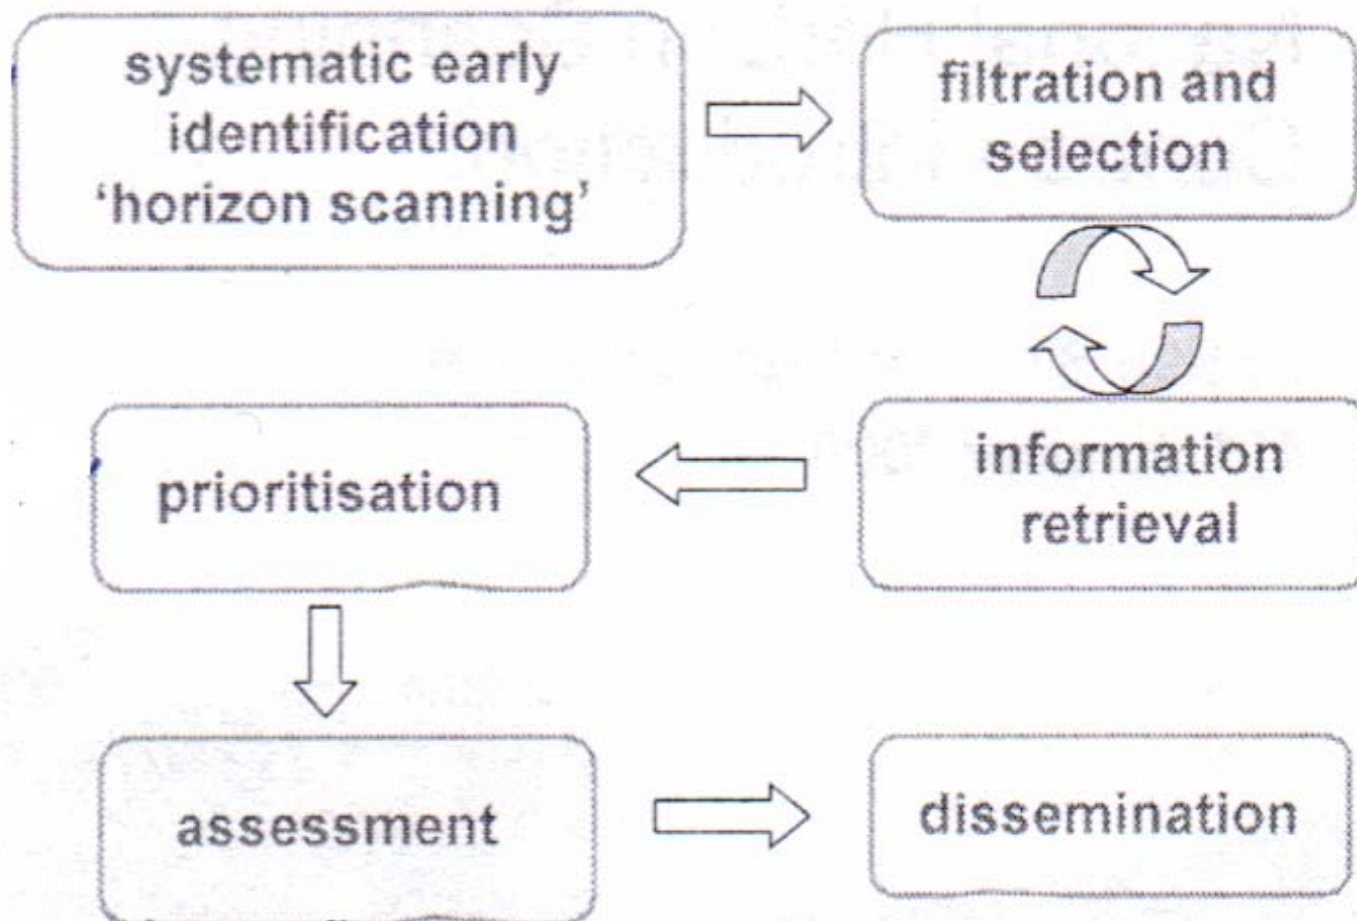 systematic early
identification
‘horizon scanning’
filtration and
selection
information
retrieval
prioritisation
assessment
dissemination